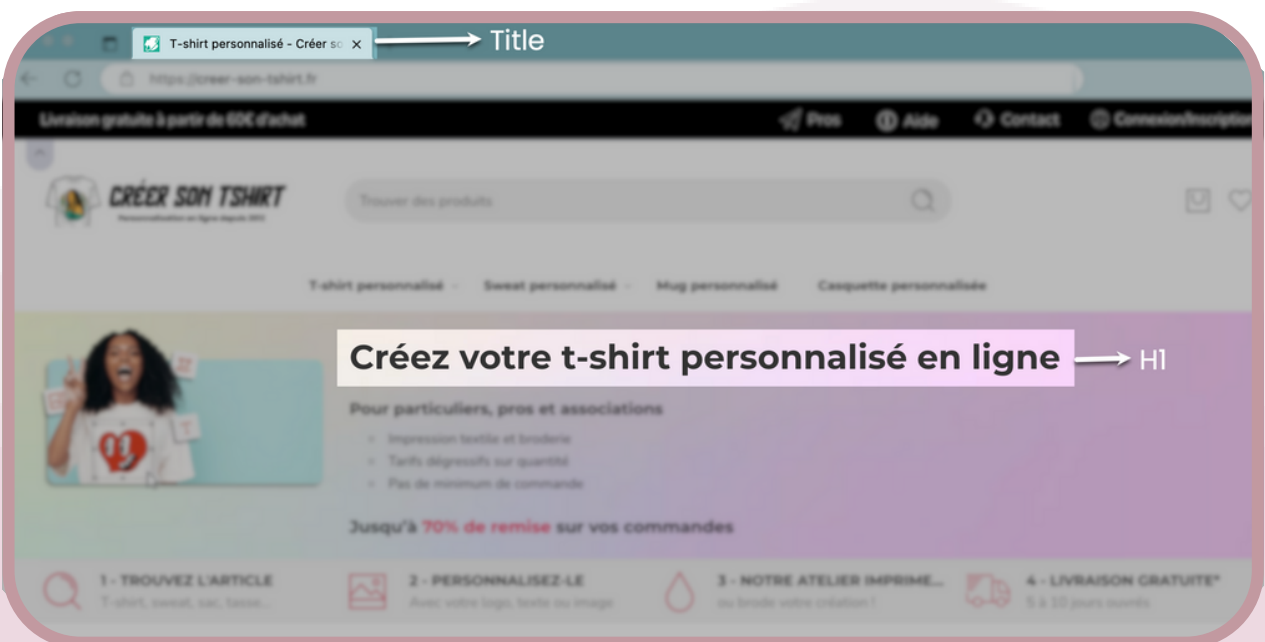 T-shirt personnalisé - Créer so
Title
https://creer-son-tshirt.fr
Livraison gratuite à partir de 60€ d'achat
Pros
Aide
Contact
Connexion/Inscription
CRÉER SON TSHIRT
Personnalisation en ligne depuis
Trouver des produits
T-shirt personnalisé
Sweat personnalisé
Mug personnalisé
Casquette personnalisée
Créez votre t-shirt personnalisé en ligne
H1
Pour particuliers, pros et associations
Impression textile et broderie
Tarifs dégressifs sur quantité
Pas de minimum de commande
Jusqu'à 70% de remise sur vos commandes
1 - TROUVEZ L'ARTICLE
T-shirt, sweat, sac, tasse...
2 - PERSONNALISEZ-LE
Avec votre logo, texte ou image
3 - NOTRE ATELIER IMPRIME...
ou brode votre création !
4 - LIVRAISON GRATUITE*
5 à 10 jours ouvrés